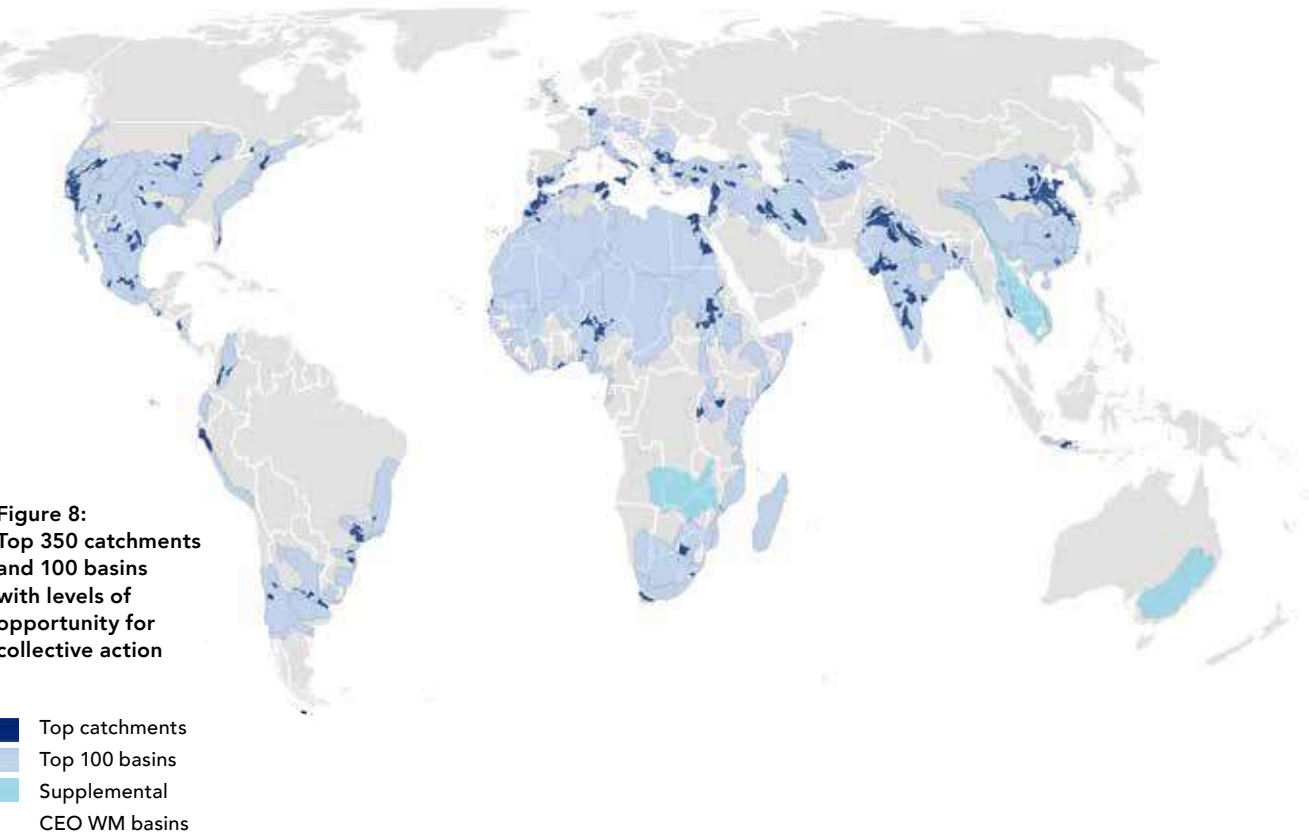 Figure 8:
Top 350 catchments
and 100 basins
with levels of
opportunity for
collective action
Top catchments
Top 100 basins
Supplemental
CEO WM basins